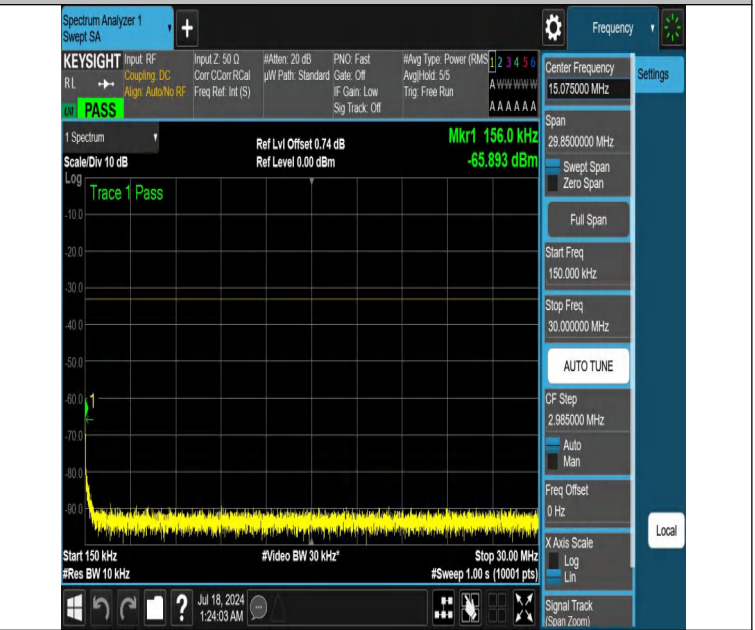 Spectrum Analyzer 1
Swept SA
+
Frequency
KEYSIGHT
RL
PASS
Input: RF
Coupling: DC
Align: Auto/No RF
Input Z: 50 Ω
Corr CCorr RCal
Freq Ref: Int (S)
#Atten: 20 dB
µW Path: Standard
PNO: Fast
Gate: Off
IF Gain: Low
Sig Track: Off
#Avg Type: Power (RMS
Avg|Hold: 5/5
Trig: Free Run
1 2 3 4 5 6
A W W W W W
A A A A A A
Center Frequency
15.075000 MHz
Settings
Span
29.8500000 MHz
Swept Span
Zero Span
Full Span
Start Freq
150.000 kHz
Stop Freq
30.000000 MHz
AUTO TUNE
CF Step
2.985000 MHz
Auto
Man
Freq Offset
0 Hz
X Axis Scale
Log
Lin
Signal Track
(Span Zoom)
Local
1 Spectrum
Scale/Div 10 dB
Ref Lvl Offset 0.74 dB
Ref Level 0.00 dBm
Mkr1 156.0 kHz
-65.893 dBm
Log
Trace 1 Pass
-10.0
-20.0
-30.0
-40.0
-50.0
-60.0
1
-70.0
-80.0
-90.0
Start 150 kHz
#Res BW 10 kHz
#Video BW 30 kHz*
Stop 30.00 MHz
#Sweep 1.00 s (10001 pts)
?
Jul 18, 2024
1:24:03 AM